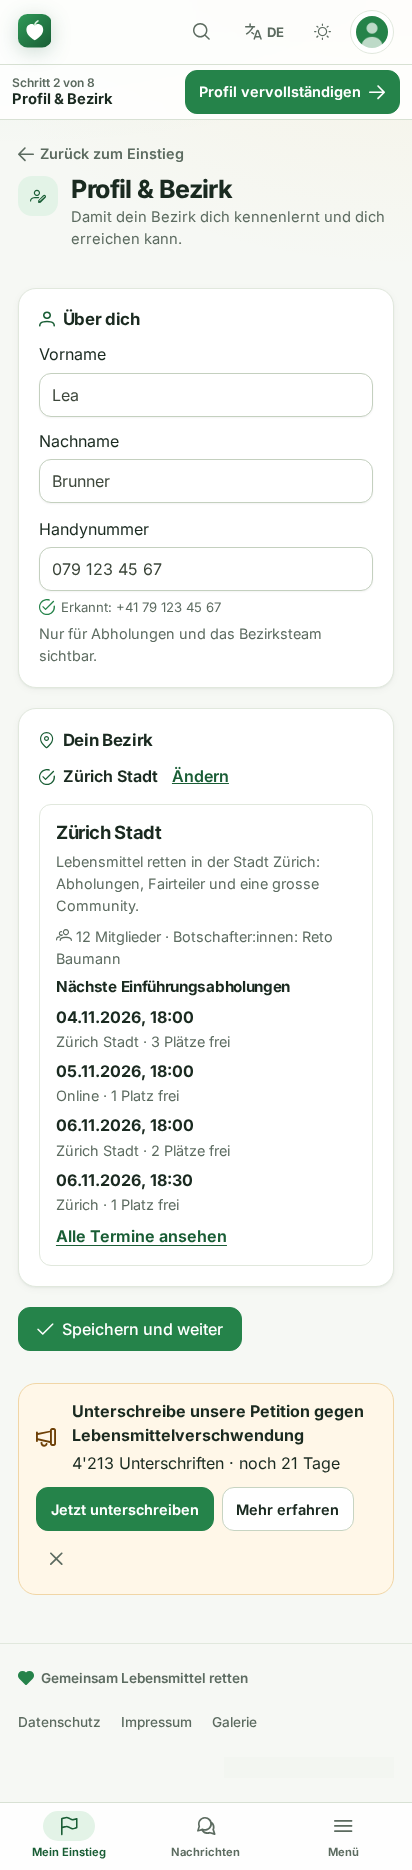 DE
Schritt 2 von 8
Profil & Bezirk
Profil vervollständigen
Zurück zum Einstieg
Profil & Bezirk
Damit dein Bezirk dich kennenlernt und dich
erreichen kann.
Über dich
Vorname
Lea
Nachname
Brunner
Handynummer
079 123 45 67
Erkannt: +41 79 123 45 67
Nur für Abholungen und das Bezirksteam
sichtbar.
Dein Bezirk
Zürich Stadt Ändern
Zürich Stadt
Lebensmittel retten in der Stadt Zürich:
Abholungen, Fairteiler und eine grosse
Community.
12 Mitglieder · Botschafter:innen: Reto
Baumann
Nächste Einführungsabholungen
04.11.2026, 18:00
Zürich Stadt · 3 Plätze frei
05.11.2026, 18:00
Online · 1 Platz frei
06.11.2026, 18:00
Zürich Stadt · 2 Plätze frei
06.11.2026, 18:30
Zürich · 1 Platz frei
Alle Termine ansehen
Speichern und weiter
Unterschreibe unsere Petition gegen
Lebensmittelverschwendung
4'213 Unterschriften · noch 21 Tage
Jetzt unterschreiben Mehr erfahren
Gemeinsam Lebensmittel retten
Datenschutz Impressum Galerie
Mein Einstieg Nachrichten Menü